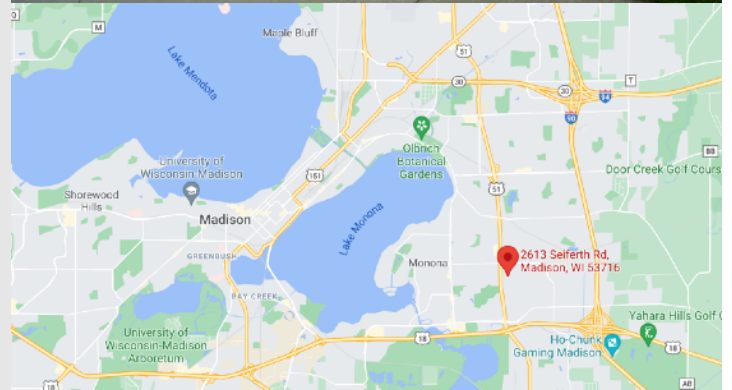 Q
M
Maple Bluff
51
Lake Mendota
30
T
30
94
90
Olbrich
Botanical
Gardens
BB
University of
Wisconsin-Madison
151
Door Creek Golf Cours
Shorewood
Hills
51
Madison
Lake Monona
GREENBUSH
2613 Seiferth Rd,
Madison, WI 53716
Monona
BAY CREEK
Yahara Hills Golf C
University of
Wisconsin-Madison
Arboretum
18
Ho-Chunk
Gaming Madison
18
18
18
AB